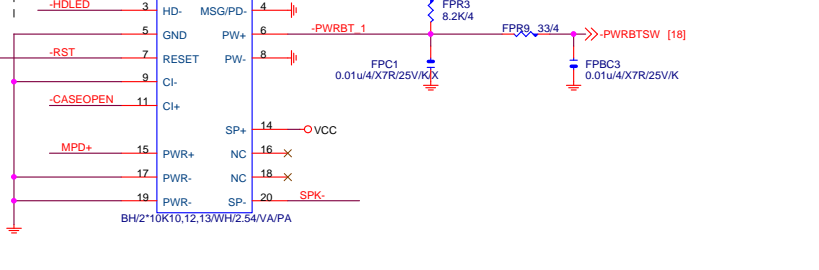 -HDLED 3 HD- MSG/PD- 4
FPR3
8.2K/4
5 GND PW+ 6 -PWRBT_1 FPR9 33/4 -PWRBTSW [18]
-RST 7 RESET PW- 8
FPC1
0.01u/4/X7R/25V/K/X
FPBC3
0.01u/4/X7R/25V/K
9 CI-
-CASEOPEN 11 CI+
SP+ 14 VCC
MPD+ 15 PWR+ NC 16
17 PWR- NC 18
19 PWR- SP- 20 SPK-
BH/2*10K10,12,13/WH/2.54/VA/PA